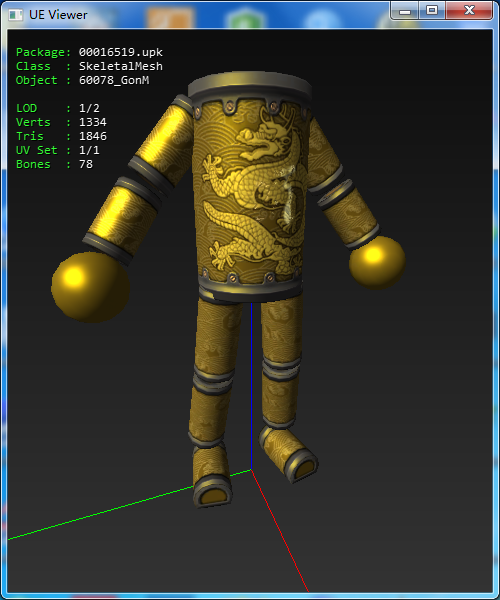 UE Viewer
Package: 00016519.upk
Class : SkeletalMesh
Object : 60078_GonM
LOD : 1/2
Verts : 1334
Tris : 1846
UV Set : 1/1
Bones : 78